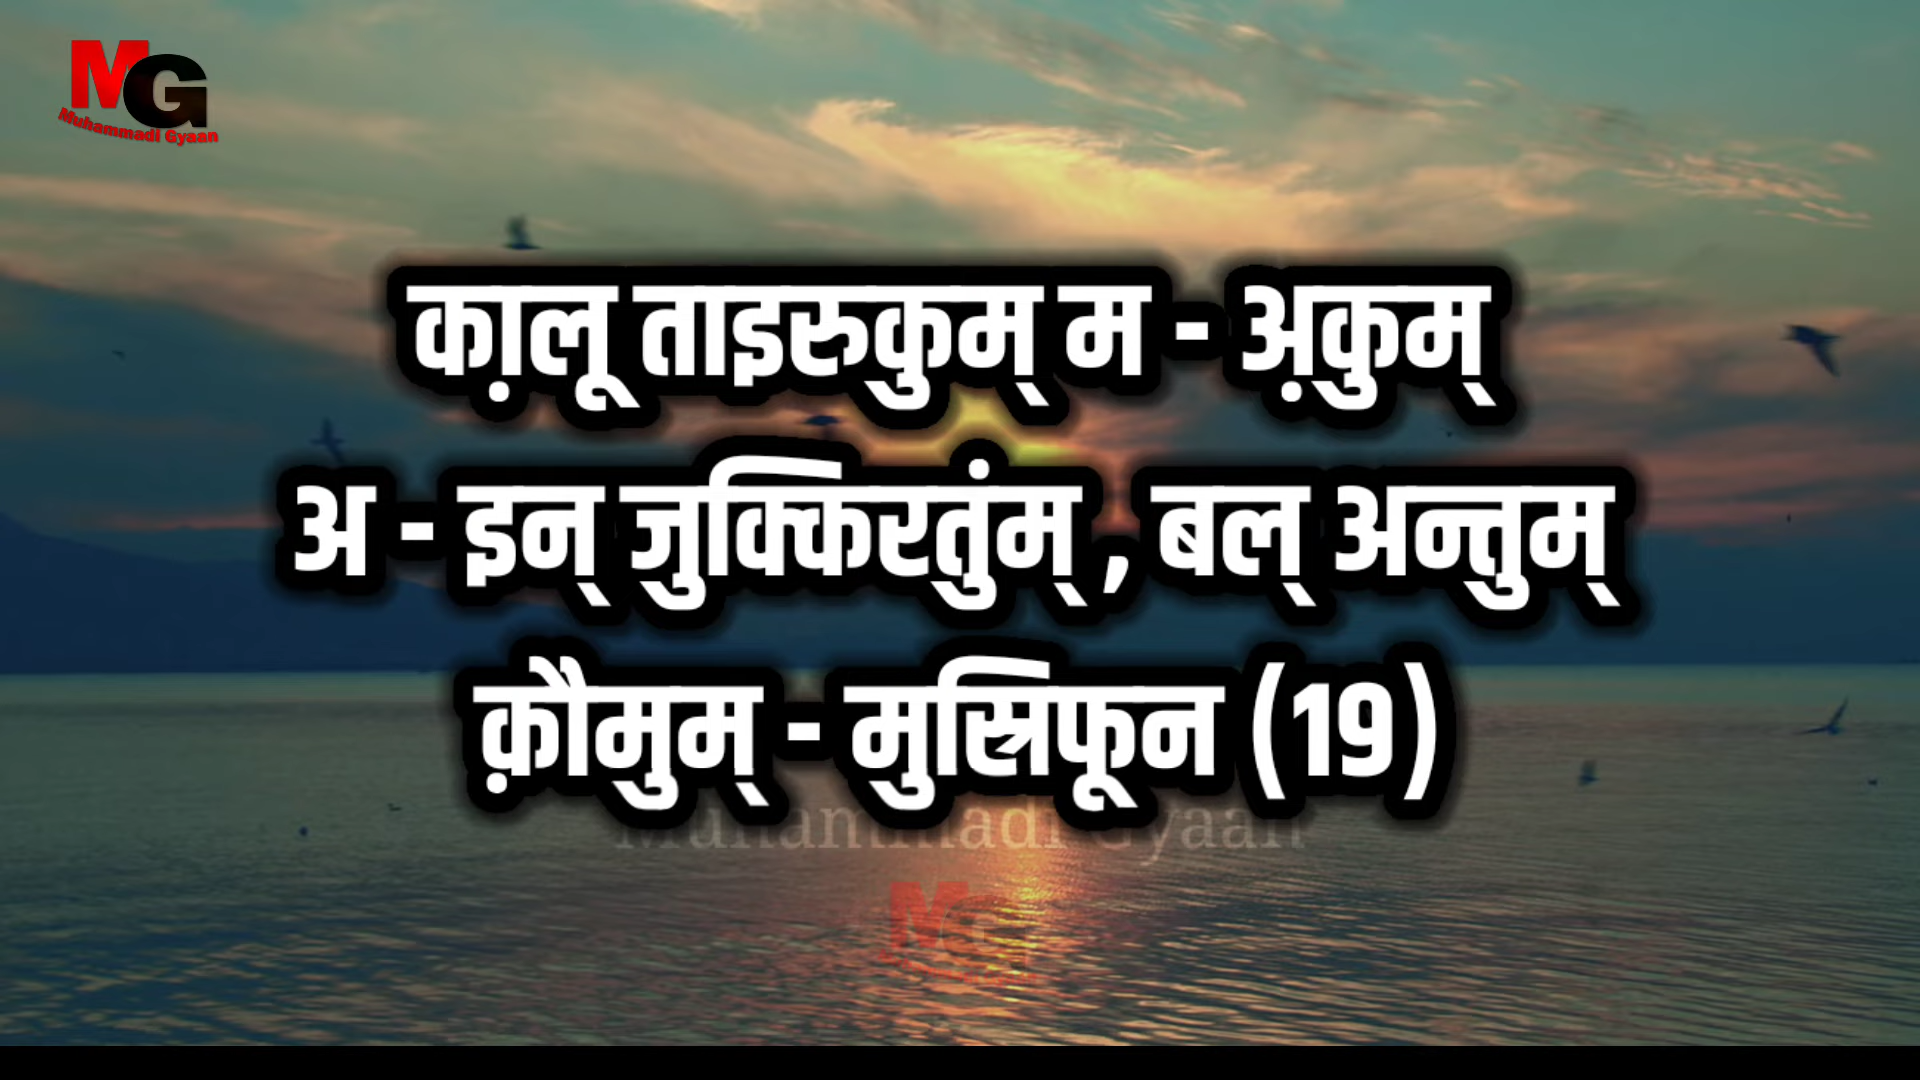 MG
Muhammadi Gyaan
क़ालू ताइरुकुम् म - अ़कुम्
अ - इन् जुक्किरतुंम् , बल् अन्तुम्
क़ौमुम् - मुस्रिफून (19)
Muhammadi Gyaan
MG